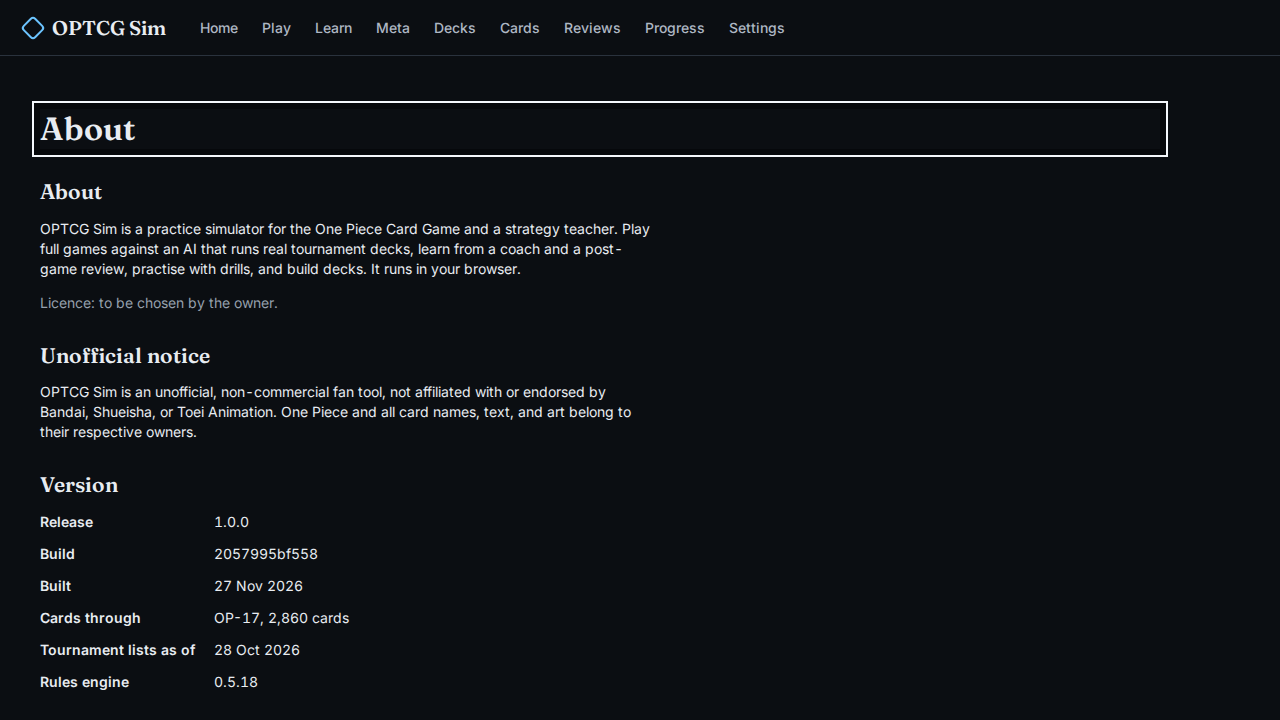 OPTCG Sim Home Play Learn Meta Decks Cards Reviews Progress Settings
About
About
OPTCG Sim is a practice simulator for the One Piece Card Game and a strategy teacher. Play
full games against an AI that runs real tournament decks, learn from a coach and a post-
game review, practise with drills, and build decks. It runs in your browser.
Licence: to be chosen by the owner.
Unofficial notice
OPTCG Sim is an unofficial, non-commercial fan tool, not affiliated with or endorsed by
Bandai, Shueisha, or Toei Animation. One Piece and all card names, text, and art belong to
their respective owners.
Version
Release 1.0.0
Build 2057995bf558
Built 27 Nov 2026
Cards through OP-17, 2,860 cards
Tournament lists as of 28 Oct 2026
Rules engine 0.5.18